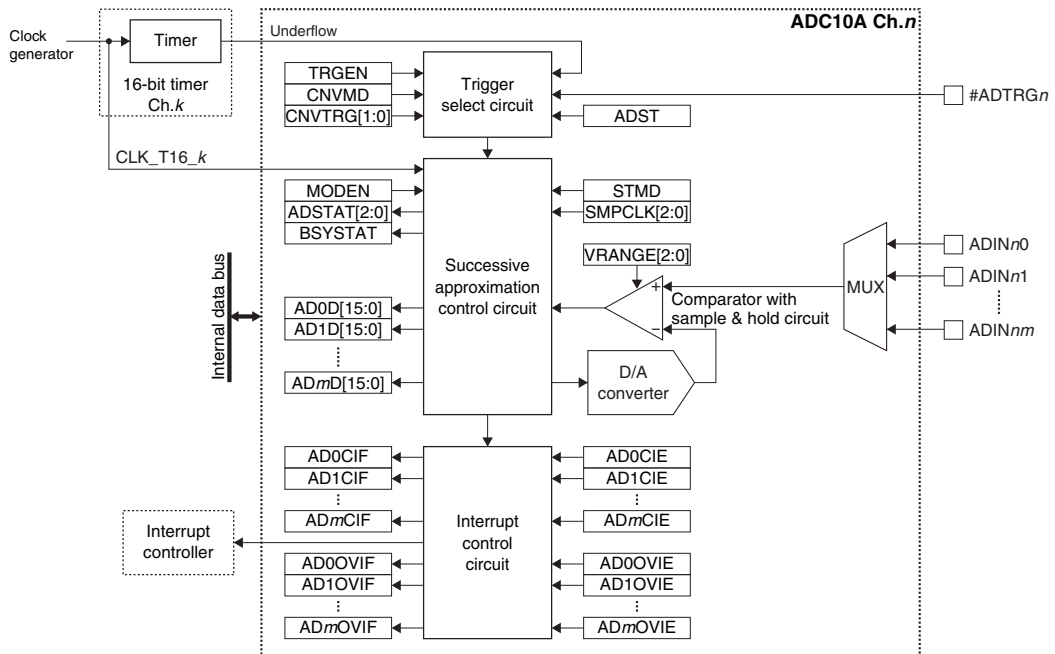 ADC10A Ch.n
Clock
generator
Timer
Underflow
16-bit timer
Ch.k
TRGEN
CNVMD
CNVTRG[1:0]
Trigger
select circuit
ADST
#ADTRGn
CLK_T16_k
MODEN
ADSTAT[2:0]
BSYSTAT
STMD
SMPCLK[2:0]
VRANGE[2:0]
Successive
approximation
control circuit
+
−
Comparator with
sample & hold circuit
MUX
ADINn0
ADINn1
ADINnm
Internal data bus
AD0D[15:0]
AD1D[15:0]
ADmD[15:0]
D/A
converter
AD0CIF
AD1CIF
ADmCIF
AD0OVIF
AD1OVIF
ADmOVIF
Interrupt
control
circuit
AD0CIE
AD1CIE
ADmCIE
AD0OVIE
AD1OVIE
ADmOVIE
Interrupt
controller